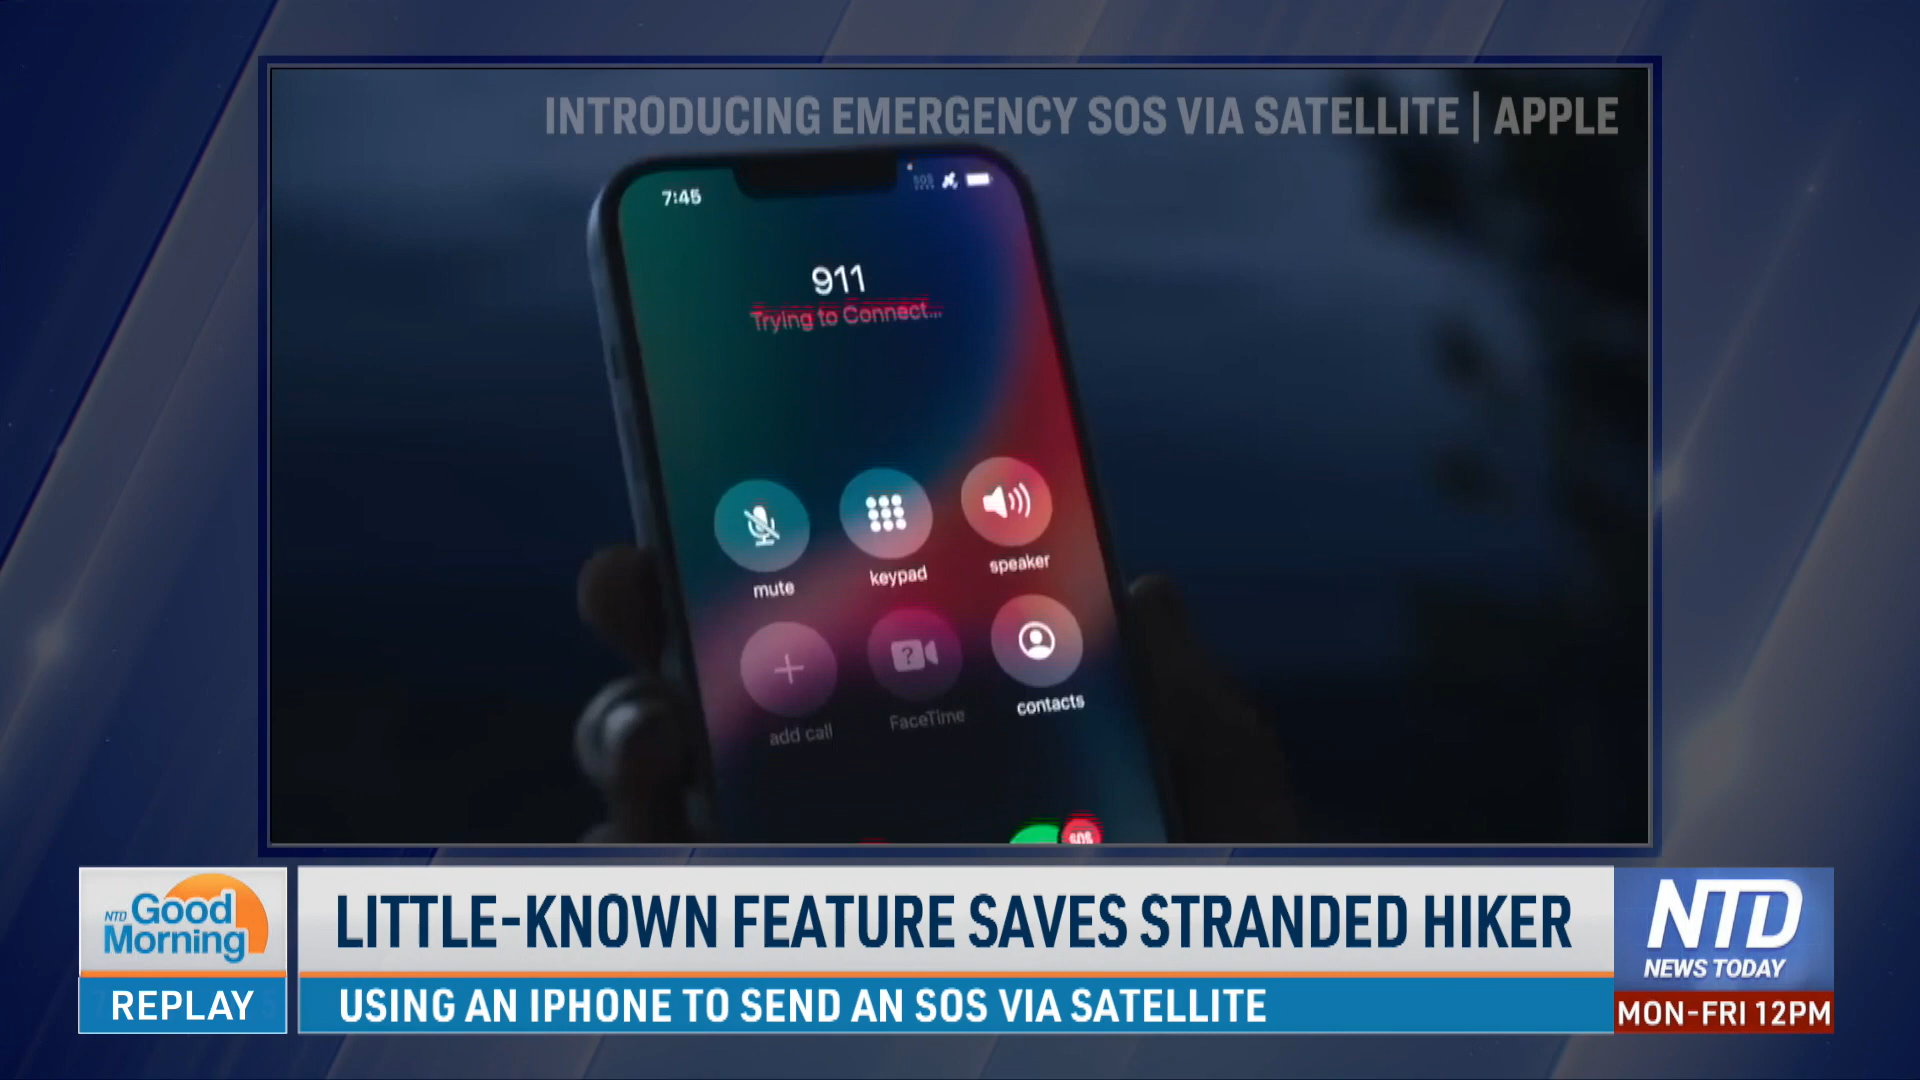 INTRODUCING EMERGENCY SOS VIA SATELLITE | APPLE
7:45
SOS
911
Trying to Connect...
mute
keypad
speaker
add call
FaceTime
contacts
SOS
NTD Good Morning
REPLAY
LITTLE-KNOWN FEATURE SAVES STRANDED HIKER
USING AN IPHONE TO SEND AN SOS VIA SATELLITE
NTD
NEWS TODAY
MON-FRI 12PM